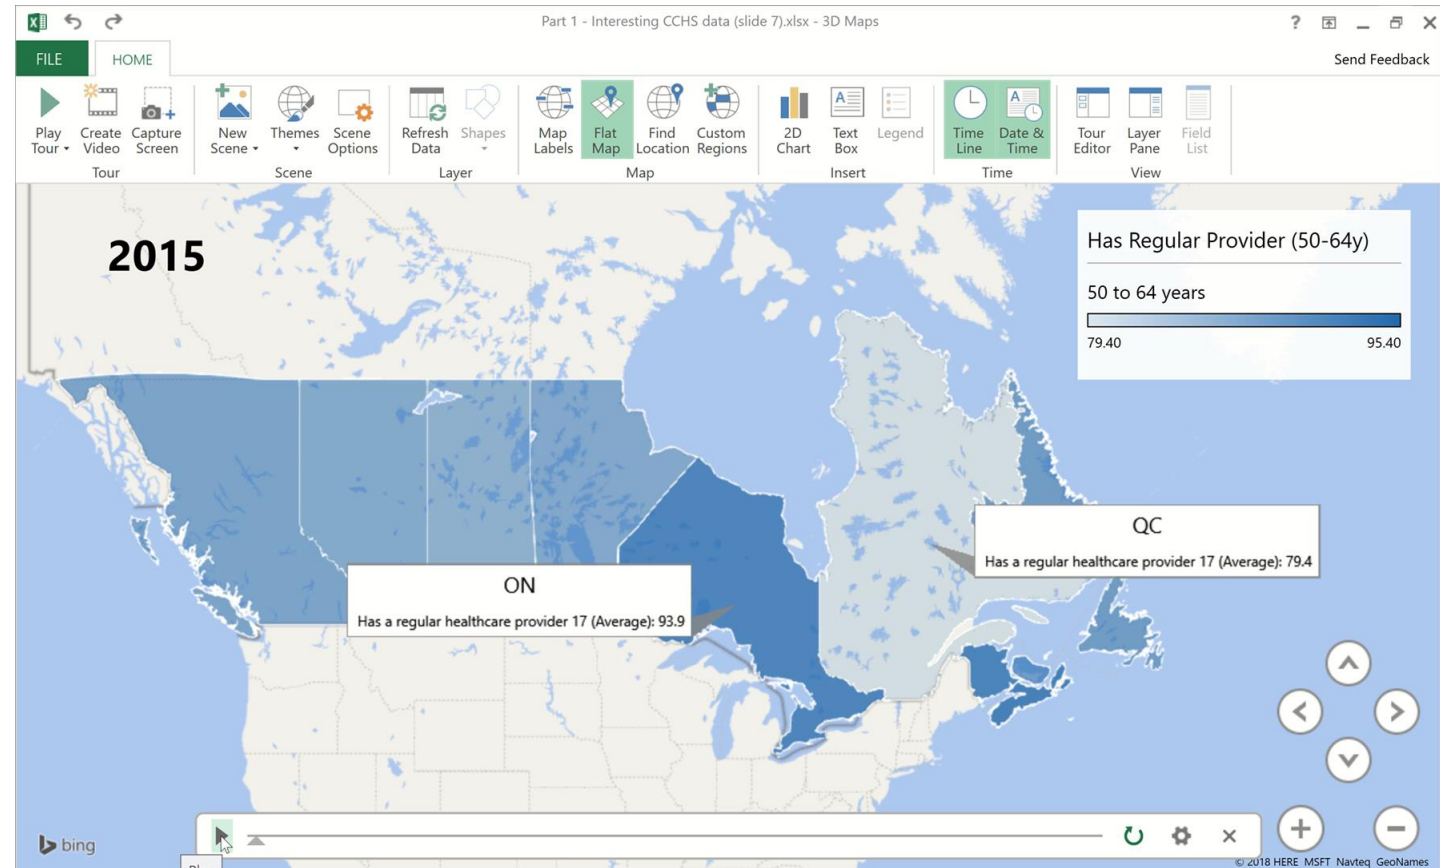 Part 1 - Interesting CCHS data (slide 7).xlsx - 3D Maps
?
FILE
HOME
Send Feedback
Play Tour
Create Video
Capture Screen
Tour
New Scene
Themes
Scene Options
Scene
Refresh Data
Shapes
Layer
Map Labels
Flat Map
Find Location
Custom Regions
Map
2D Chart
Text Box
Legend
Insert
Time Line
Date & Time
Time
Tour Editor
Layer Pane
Field List
View
2015
Has Regular Provider (50-64y)
50 to 64 years
79.40
95.40
QC
Has a regular healthcare provider 17 (Average): 79.4
ON
Has a regular healthcare provider 17 (Average): 93.9
bing
© 2018 HERE MSFT Navteq GeoNames